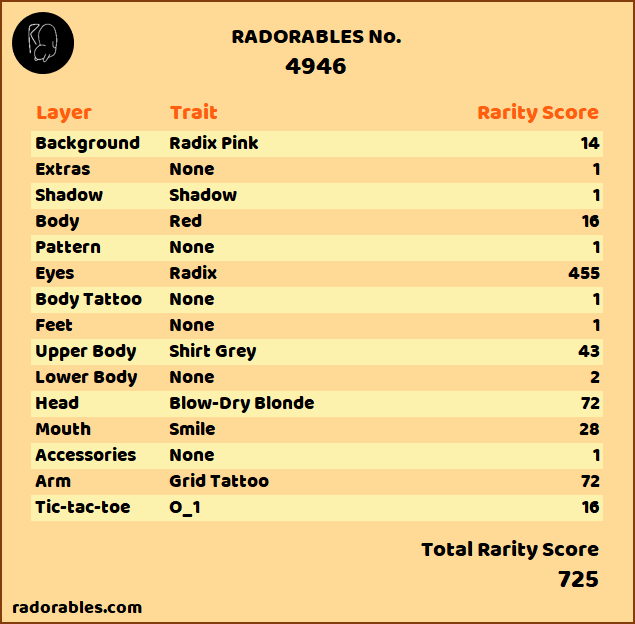 RADORABLES No.
4946
Layer Trait Rarity Score
Background Radix Pink 14
Extras None 1
Shadow Shadow 1
Body Red 16
Pattern None 1
Eyes Radix 455
Body Tattoo None 1
Feet None 1
Upper Body Shirt Grey 43
Lower Body None 2
Head Blow-Dry Blonde 72
Mouth Smile 28
Accessories None 1
Arm Grid Tattoo 72
Tic-tac-toe O_1 16
Total Rarity Score
725
radorables.com